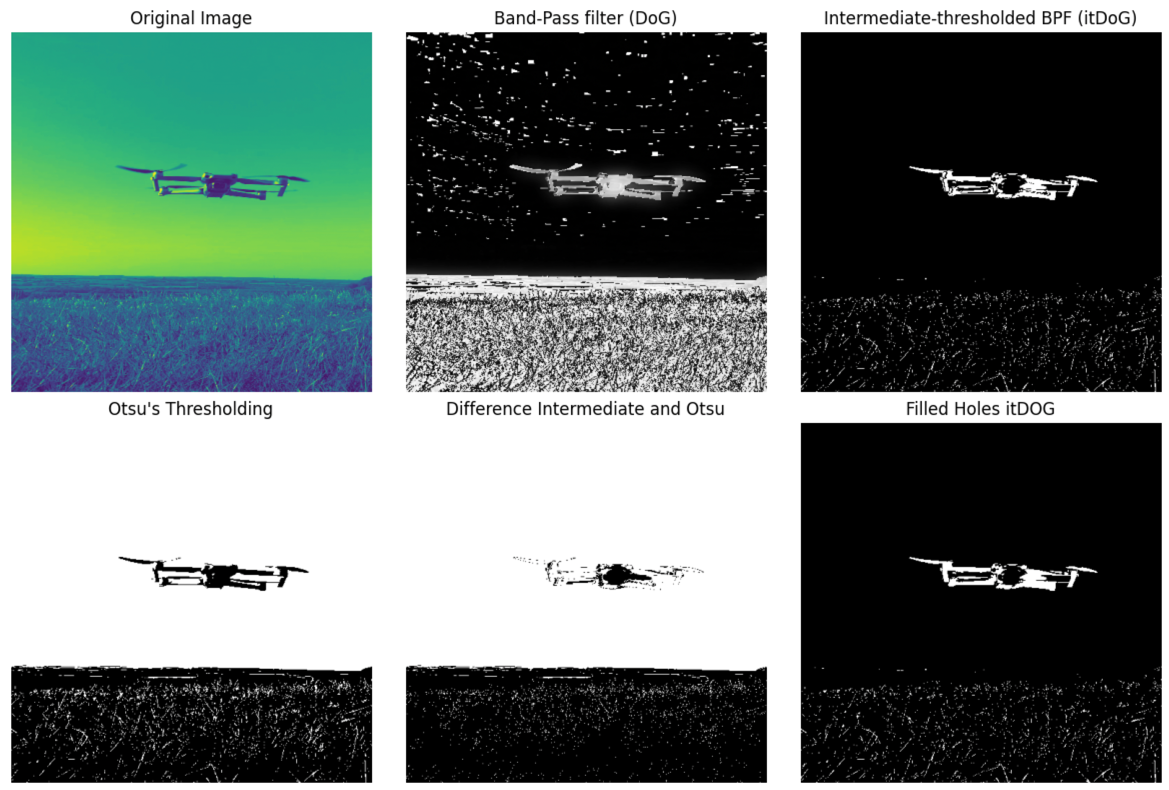 Original Image
Band-Pass filter (DoG)
Intermediate-thresholded BPF (itDoG)
Otsu's Thresholding
Difference Intermediate and Otsu
Filled Holes itDOG